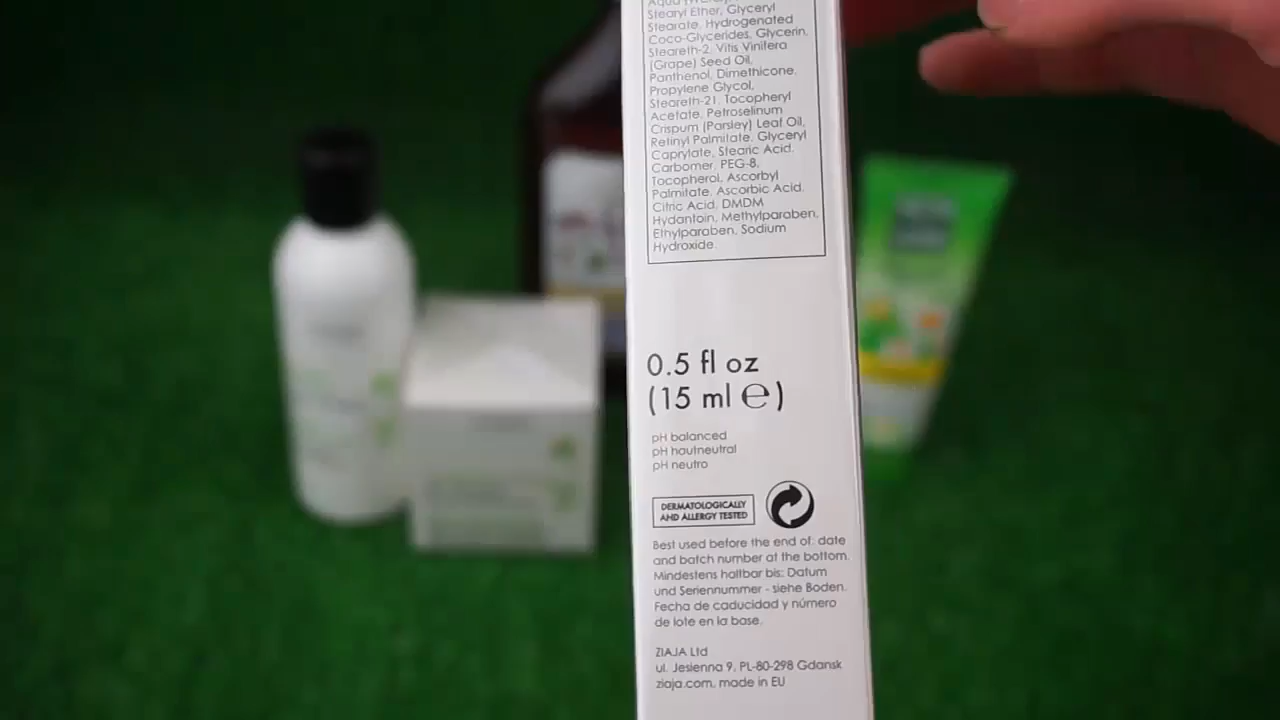 Stearyl Ether, Glyceryl
Stearate, Hydrogenated
Coco-Glycerides, Glycerin,
Steareth-2, Vitis Vinifera
(Grape) Seed Oil,
Panthenol, Dimethicone,
Propylene Glycol,
Steareth-21, Tocopheryl
Acetate, Petroselinum
Crispum (Parsley) Leaf Oil,
Retinyl Palmitate, Glyceryl
Caprylate, Stearic Acid,
Carbomer, PEG-8,
Tocopherol, Ascorbyl
Palmitate, Ascorbic Acid,
Citric Acid, DMDM
Hydantoin, Methylparaben,
Ethylparaben, Sodium
Hydroxide.
0.5 fl oz
(15 ml ℮)
pH balanced
pH hautneutral
pH neutro
DERMATOLOGICALLY
AND ALLERGY TESTED
Best used before the end of: date
and batch number at the bottom.
Mindestens haltbar bis: Datum
und Seriennummer - siehe Boden.
Fecha de caducidad y número
de lote en la base.
ZIAJA Ltd
ul. Jesienna 9, PL-80-298 Gdansk
ziaja.com, made in EU